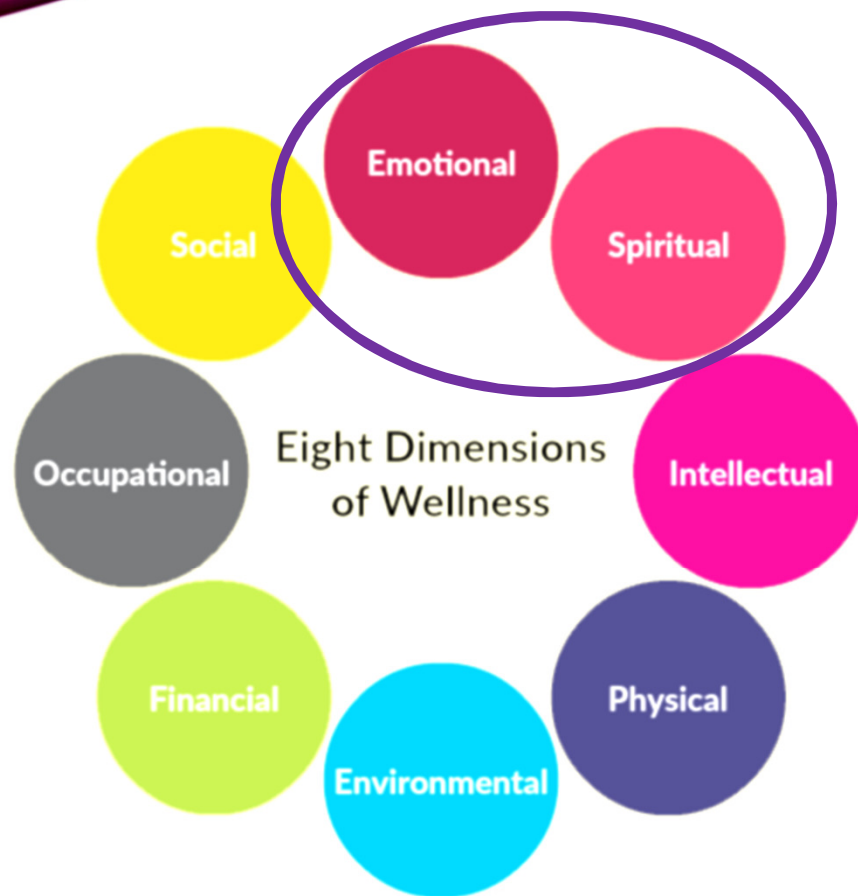 Emotional
Social
Spiritual
Eight Dimensions
of Wellness
Occupational
Intellectual
Financial
Physical
Environmental